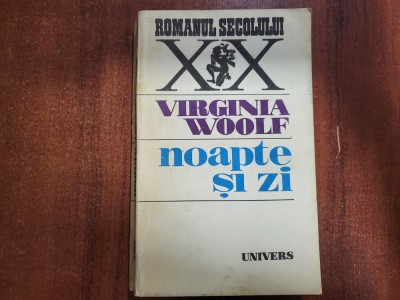 ROMANUL SECOLULUI
XX
VIRGINIA
WOOLF
noapte
și zi
UNIVERS